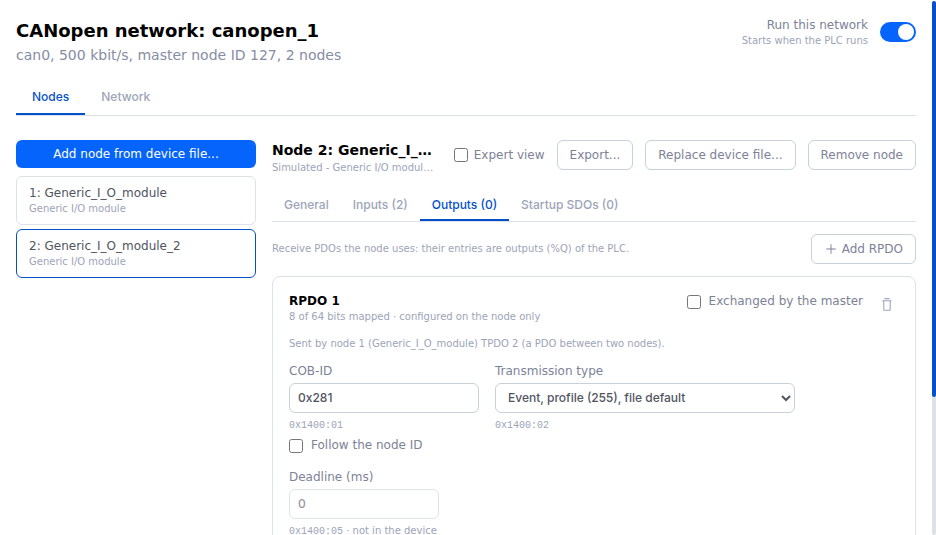 CANopen network: canopen_1
can0, 500 kbit/s, master node ID 127, 2 nodes
Run this network
Starts when the PLC runs
Nodes
Network
Add node from device file...
1: Generic_I_O_module
Generic I/O module
2: Generic_I_O_module_2
Generic I/O module
Node 2: Generic_I_...
Simulated - Generic I/O modul...
Expert view
Export...
Replace device file...
Remove node
General
Inputs (2)
Outputs (0)
Startup SDOs (0)
Receive PDOs the node uses: their entries are outputs (%Q) of the PLC.
+ Add RPDO
RPDO 1
8 of 64 bits mapped · configured on the node only
Exchanged by the master
Sent by node 1 (Generic_I_O_module) TPDO 2 (a PDO between two nodes).
COB-ID
Transmission type
0x281
Event, profile (255), file default
0x1400:01
0x1400:02
Follow the node ID
Deadline (ms)
0
0x1400:05 · not in the device